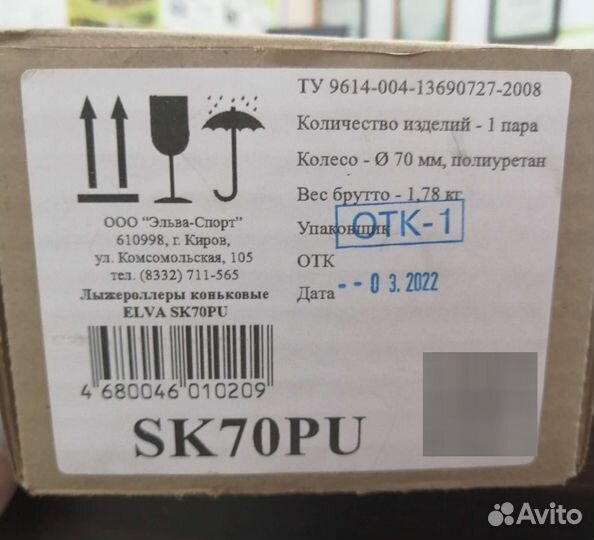 ТУ 9614-004-13690727-2008
Количество изделий - 1 пара
Колесо - Ø 70 мм, полиуретан
Вес брутто - 1,78 кг
Упаковщик
ОТК-1
ОТК
Дата -- 03.2022
ООО "Эльва-Спорт"
610998, г. Киров,
ул. Комсомольская, 105
тел. (8332) 711-565
Лыжероллеры коньковые
ELVA SK70PU
4 680046 010209
SK70PU
Avito